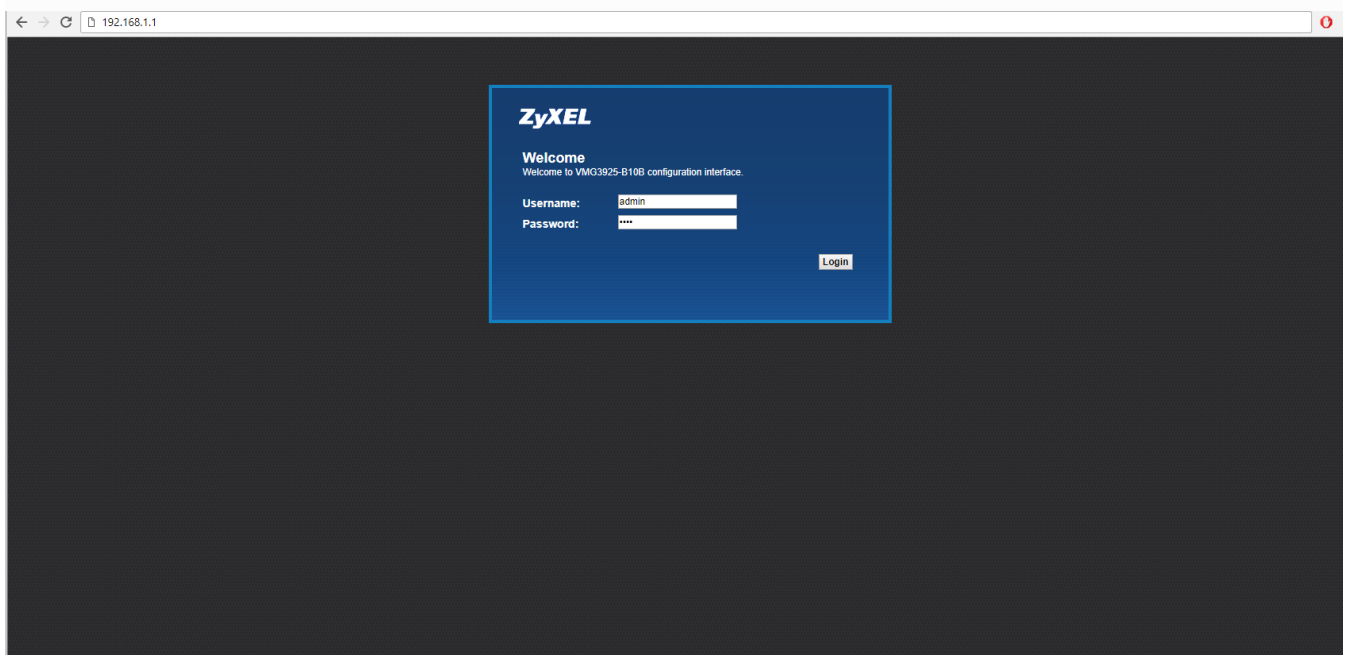 192.168.1.1
ZyXEL
Welcome
Welcome to VMG3925-B10B configuration interface.
Username: admin
Password: ••••
Login